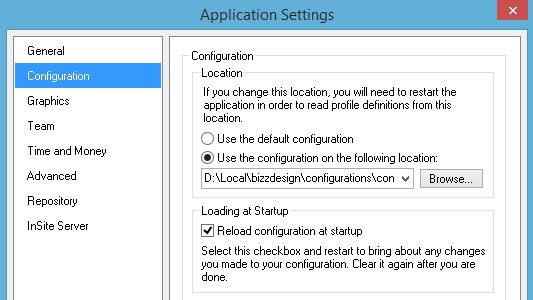 Application Settings
General
Configuration
Graphics
Team
Time and Money
Advanced
Repository
InSite Server
Configuration
Location
If you change this location, you will need to restart the
application in order to read profile definitions from this
location.
Use the default configuration
Use the configuration on the following location:
D:\Local\bizzdesign\configurations\con
Browse...
Loading at Startup
Reload configuration at startup
Select this checkbox and restart to bring about any changes
you made to your configuration. Clear it again after you are
done.